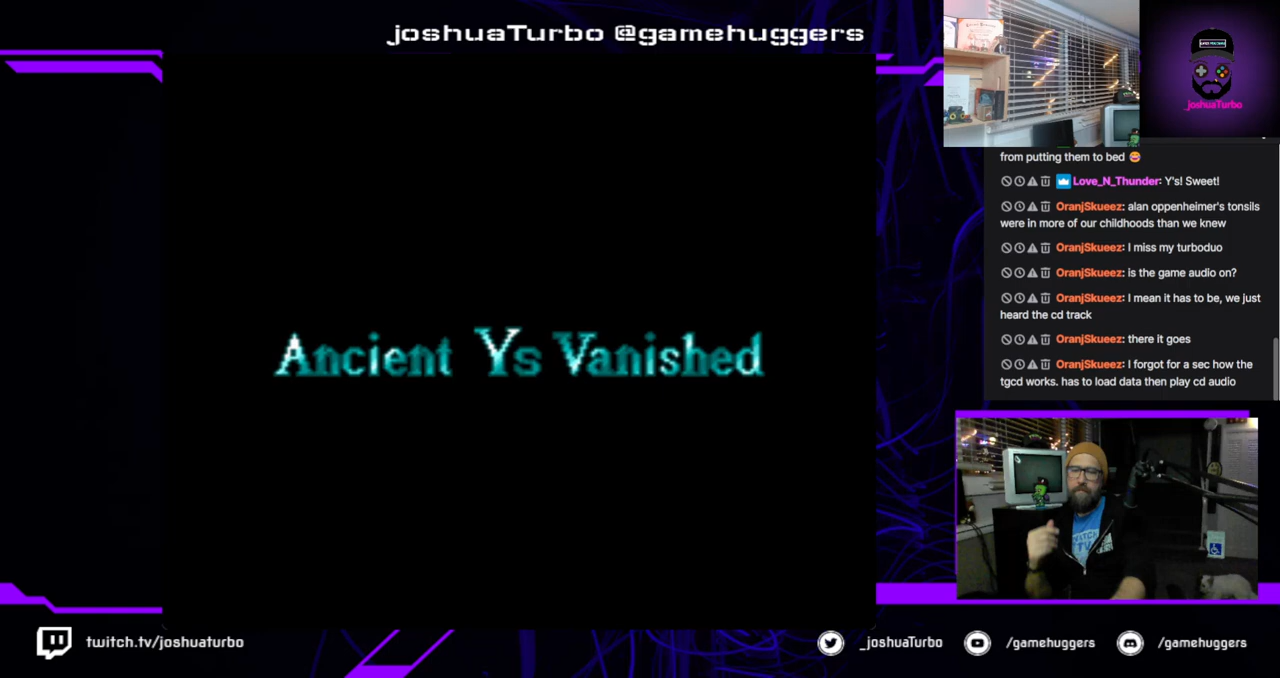 _joshuaTurbo @gamehuggers
_joshuaTurbo
from putting them to bed
Love_N_Thunder: Y's! Sweet!
OranjSkueez: alan oppenheimer's tonsils
were in more of our childhoods than we knew
OranjSkueez: I miss my turboduo
OranjSkueez: is the game audio on?
OranjSkueez: I mean it has to be, we just
heard the cd track
OranjSkueez: there it goes
OranjSkueez: I forgot for a sec how the
tgcd works. has to load data then play cd audio
Ancient Ys Vanished
twitch.tv/joshuaturbo
_joshuaTurbo
/gamehuggers
/gamehuggers